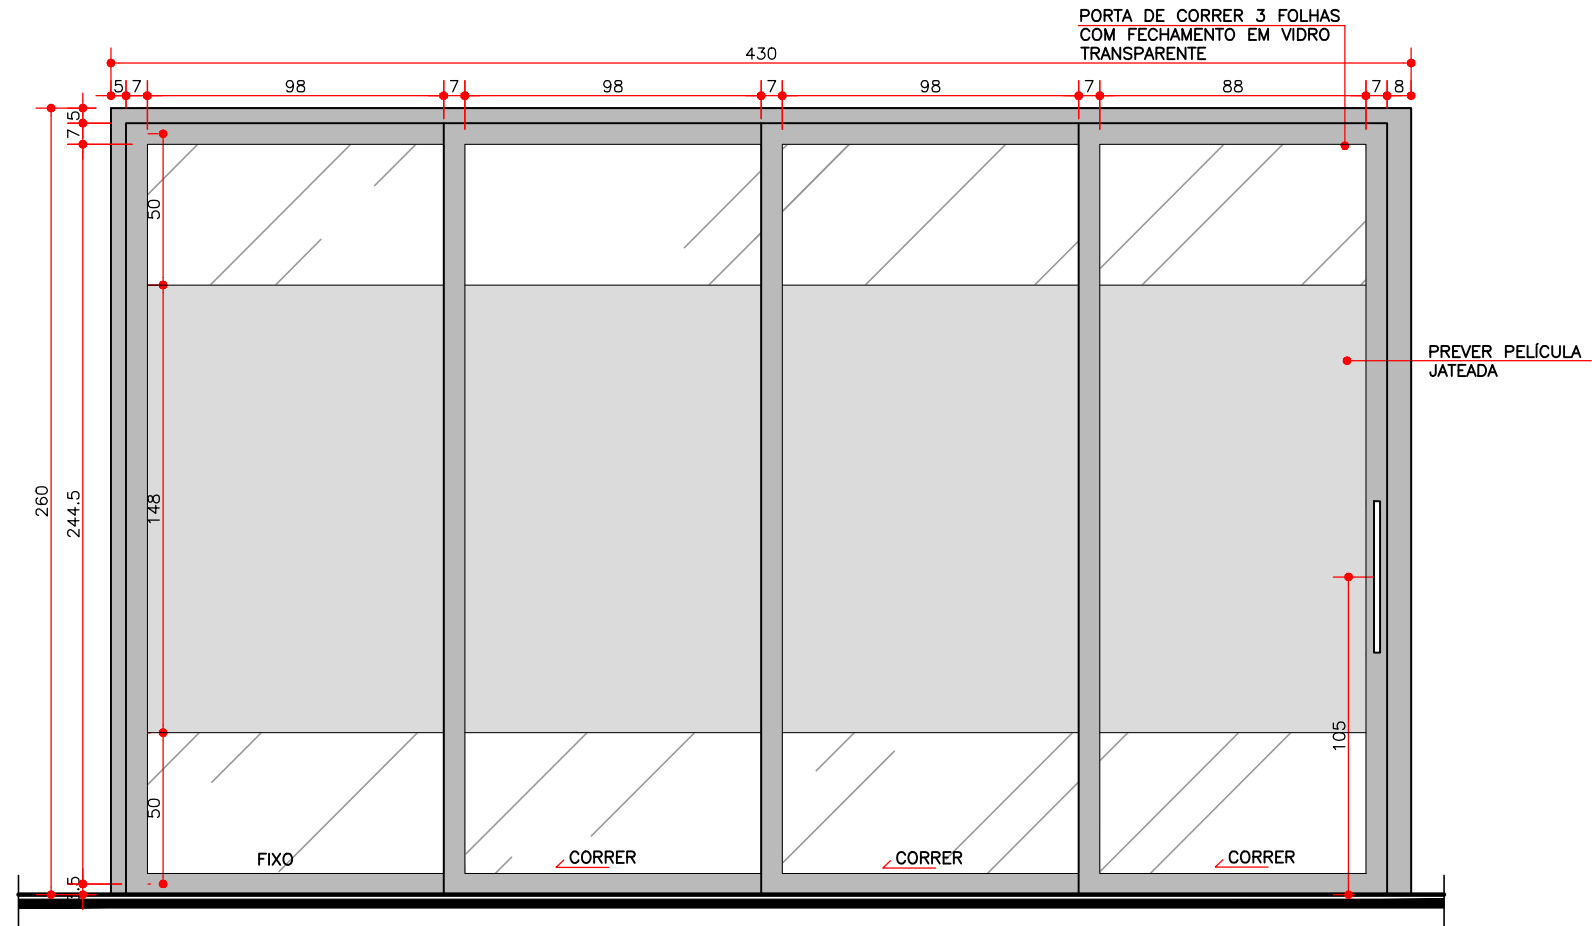 PORTA DE CORRER 3 FOLHAS
COM FECHAMENTO EM VIDRO
TRANSPARENTE
430
5 7 98 7 98 7 98 7 88 7 8
5
7
50
PREVER PELÍCULA
JATEADA
260
244.5
148
105
50
FIXO
CORRER
CORRER
CORRER